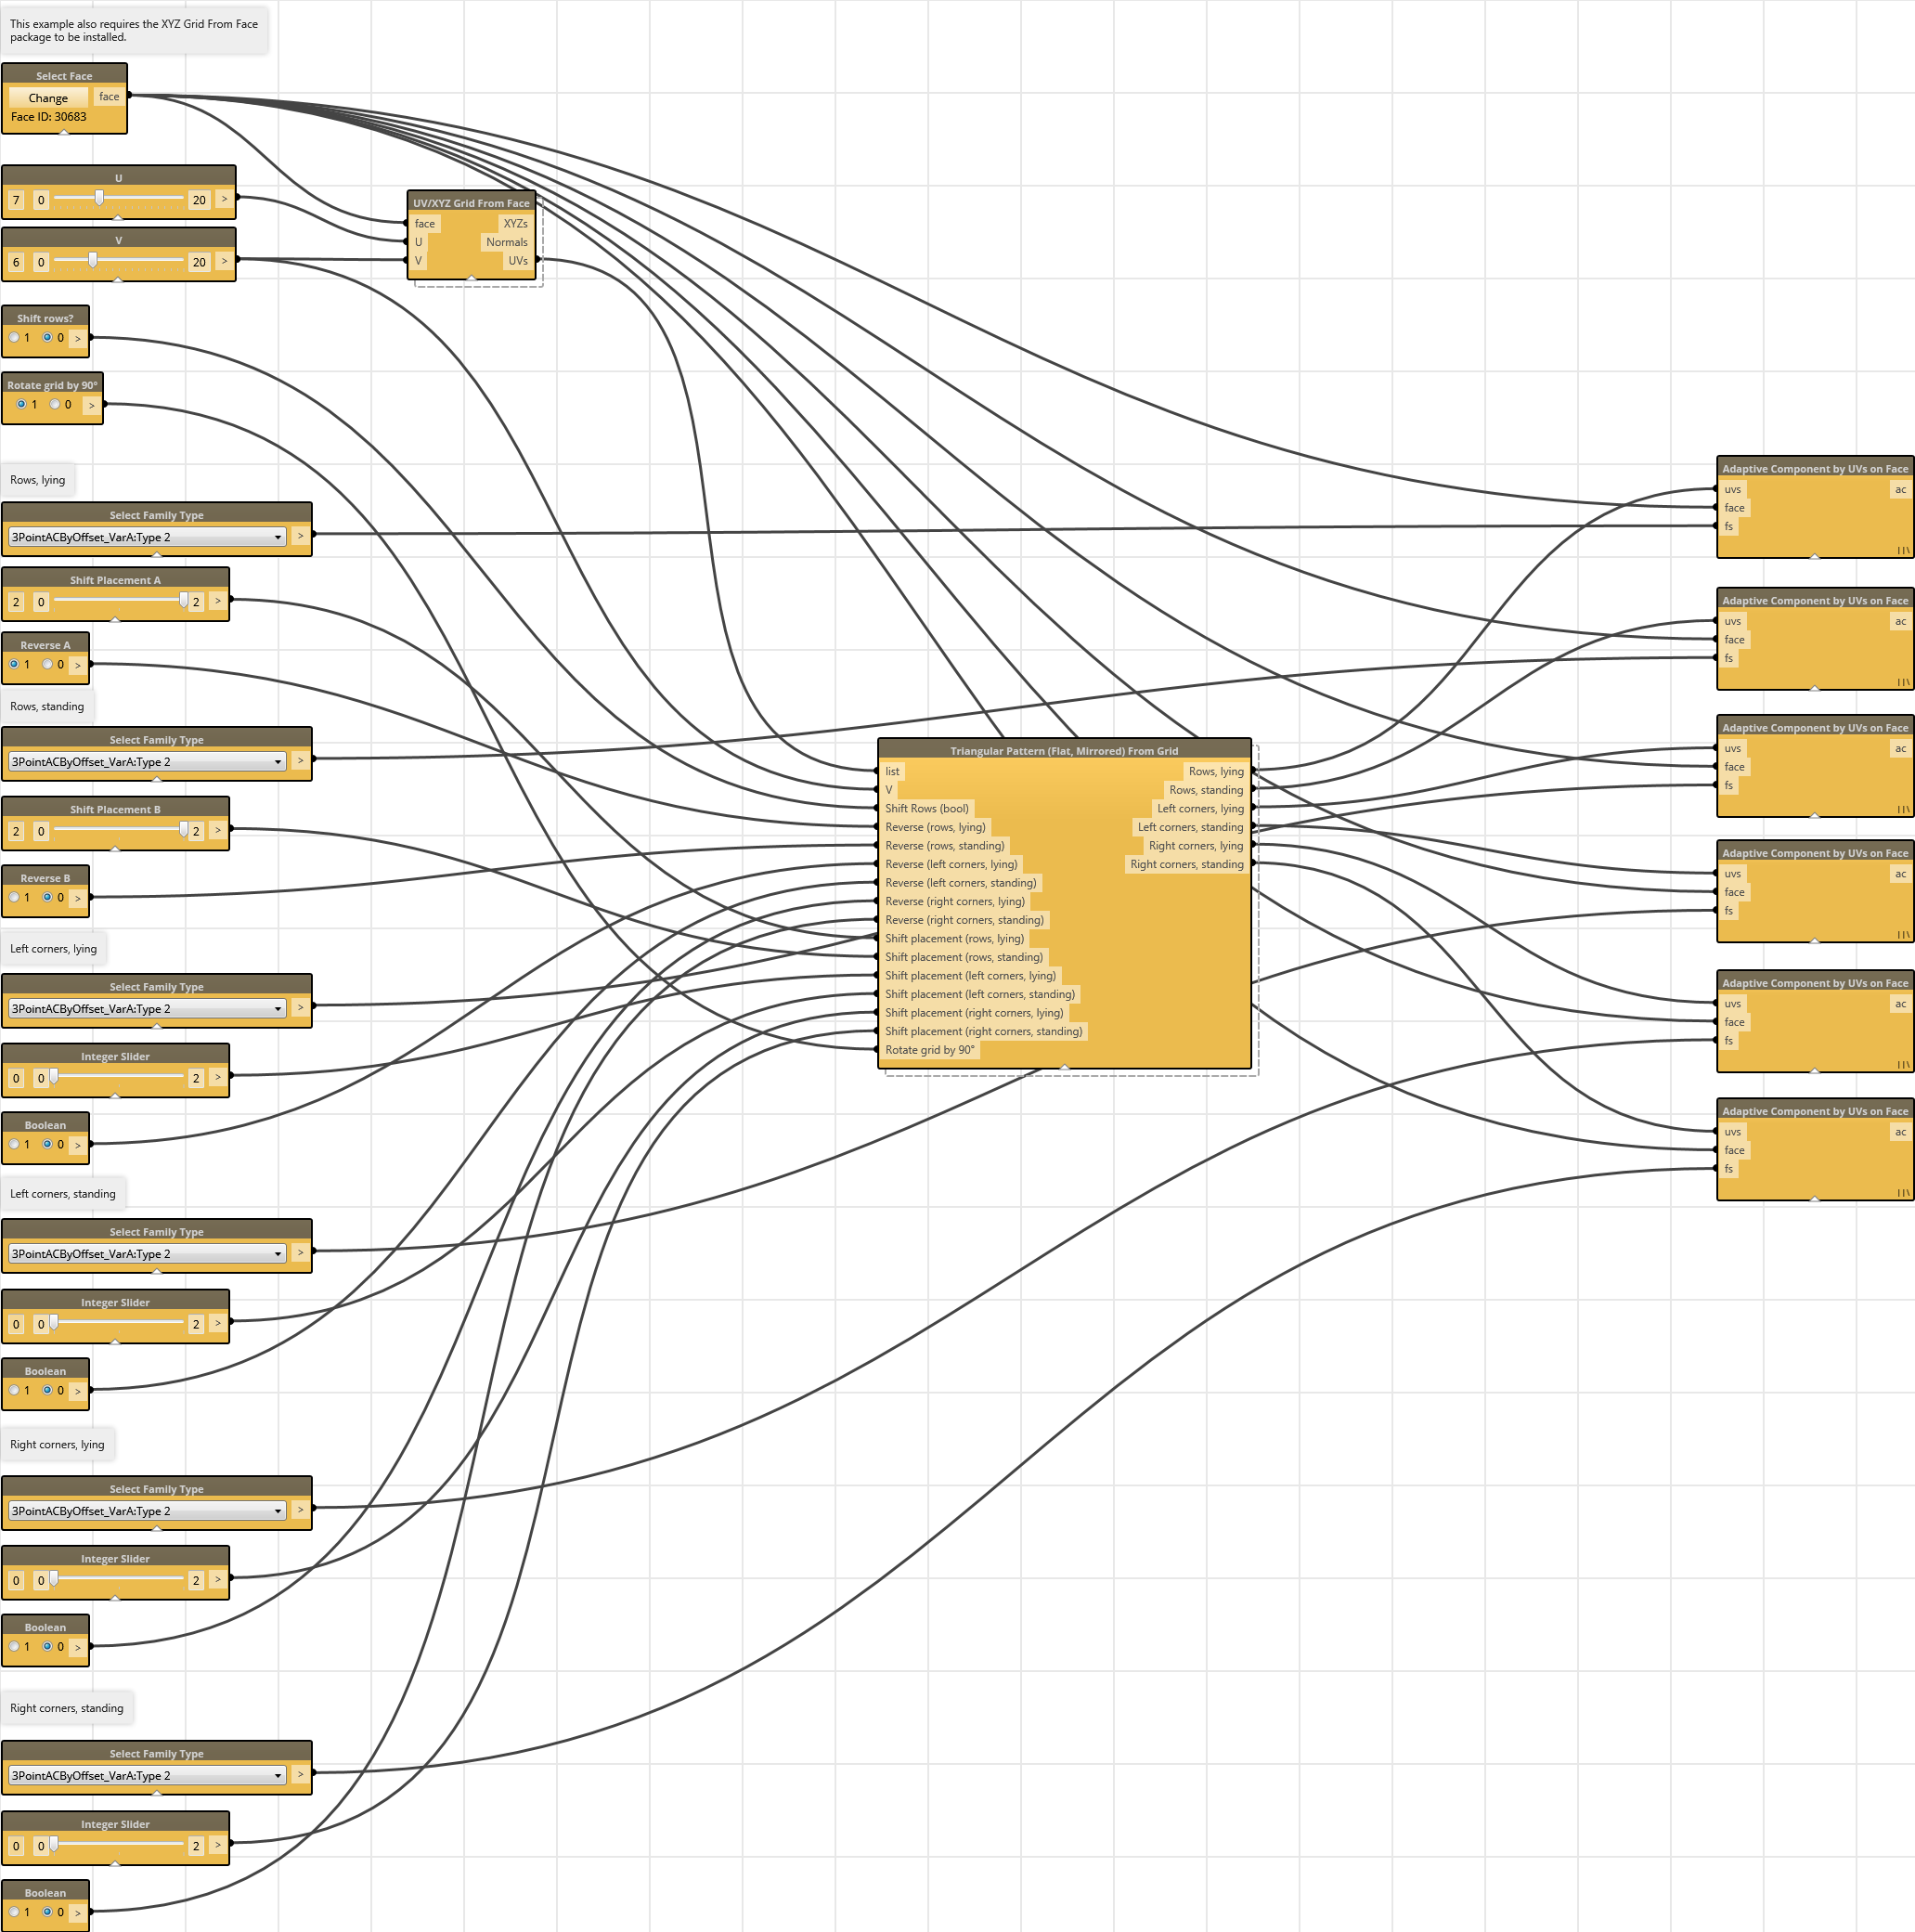 This example also requires the XYZ Grid From Face
package to be installed.
Select Face
Change face
Face ID: 30683
U
7 0 20 >
V
6 0 20 >
UV/XYZ Grid From Face
face XYZs
U Normals
V UVs
Shift rows?
1 0 >
Rotate grid by 90°
1 0 >
Rows, lying
Select Family Type
3PointACByOffset_VarA:Type 2 >
Shift Placement A
2 0 2 >
Reverse A
1 0 >
Rows, standing
Select Family Type
3PointACByOffset_VarA:Type 2 >
Shift Placement B
2 0 2 >
Reverse B
1 0 >
Left corners, lying
Select Family Type
3PointACByOffset_VarA:Type 2 >
Integer Slider
0 0 2 >
Boolean
1 0 >
Left corners, standing
Select Family Type
3PointACByOffset_VarA:Type 2 >
Integer Slider
0 0 2 >
Boolean
1 0 >
Right corners, lying
Select Family Type
3PointACByOffset_VarA:Type 2 >
Integer Slider
0 0 2 >
Boolean
1 0 >
Right corners, standing
Select Family Type
3PointACByOffset_VarA:Type 2 >
Integer Slider
0 0 2 >
Boolean
1 0 >
Triangular Pattern (Flat, Mirrored) From Grid
list Rows, lying
V Rows, standing
Shift Rows (bool) Left corners, lying
Reverse (rows, lying) Left corners, standing
Reverse (rows, standing) Right corners, lying
Reverse (left corners, lying) Right corners, standing
Reverse (left corners, standing)
Reverse (right corners, lying)
Reverse (right corners, standing)
Shift placement (rows, lying)
Shift placement (rows, standing)
Shift placement (left corners, lying)
Shift placement (left corners, standing)
Shift placement (right corners, lying)
Shift placement (right corners, standing)
Rotate grid by 90°
Adaptive Component by UVs on Face
uvs ac
face
fs
Adaptive Component by UVs on Face
uvs ac
face
fs
Adaptive Component by UVs on Face
uvs ac
face
fs
Adaptive Component by UVs on Face
uvs ac
face
fs
Adaptive Component by UVs on Face
uvs ac
face
fs
Adaptive Component by UVs on Face
uvs ac
face
fs